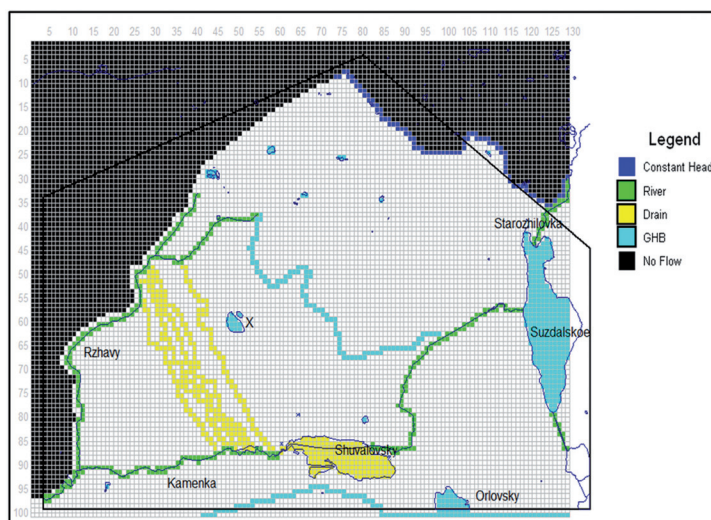 5 10 15 20 25 30 35 40 45 50 55 60 65 70 75 80 85 90 95 100 105 110 115 120 125 130
5
10
15
20
25
30
35
40
45
50
55
60
65
70
75
80
85
90
95
100
Starozhilovka
X
Suzdalskoe
Rzhavy
Shuvalovsky
Kamenka
Orlovsky
Legend
Constant Head
River
Drain
GHB
No Flow